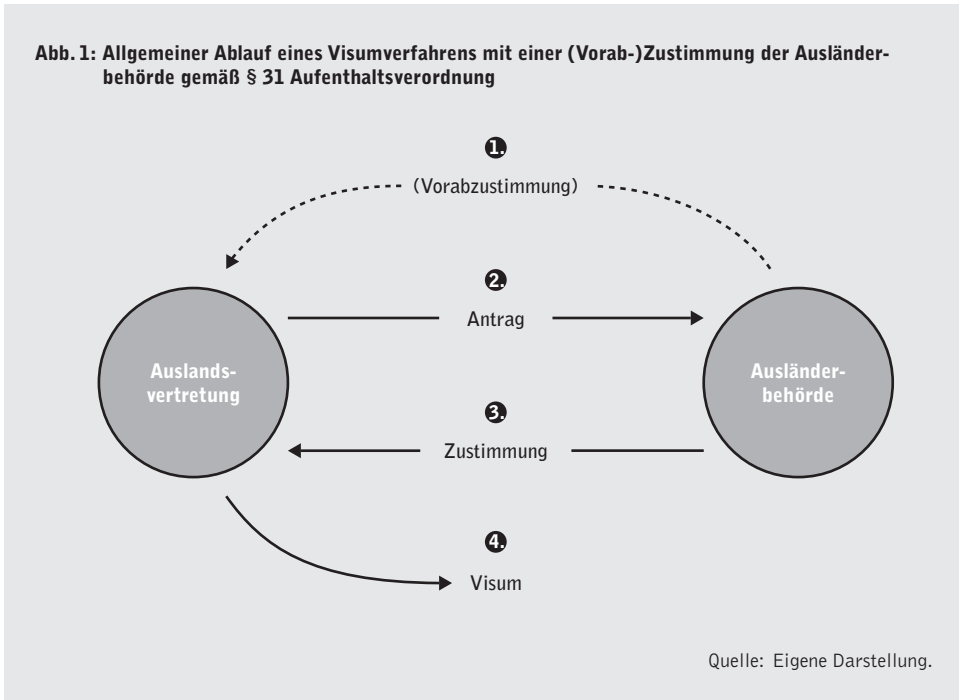 Abb. 1: Allgemeiner Ablauf eines Visumverfahrens mit einer (Vorab-)Zustimmung der Ausländer-
behörde gemäß § 31 Aufenthaltsverordnung
1.
(Vorabzustimmung)
2.
Antrag
Auslands-
vertretung
Ausländer-
behörde
3.
Zustimmung
4.
Visum
Quelle: Eigene Darstellung.